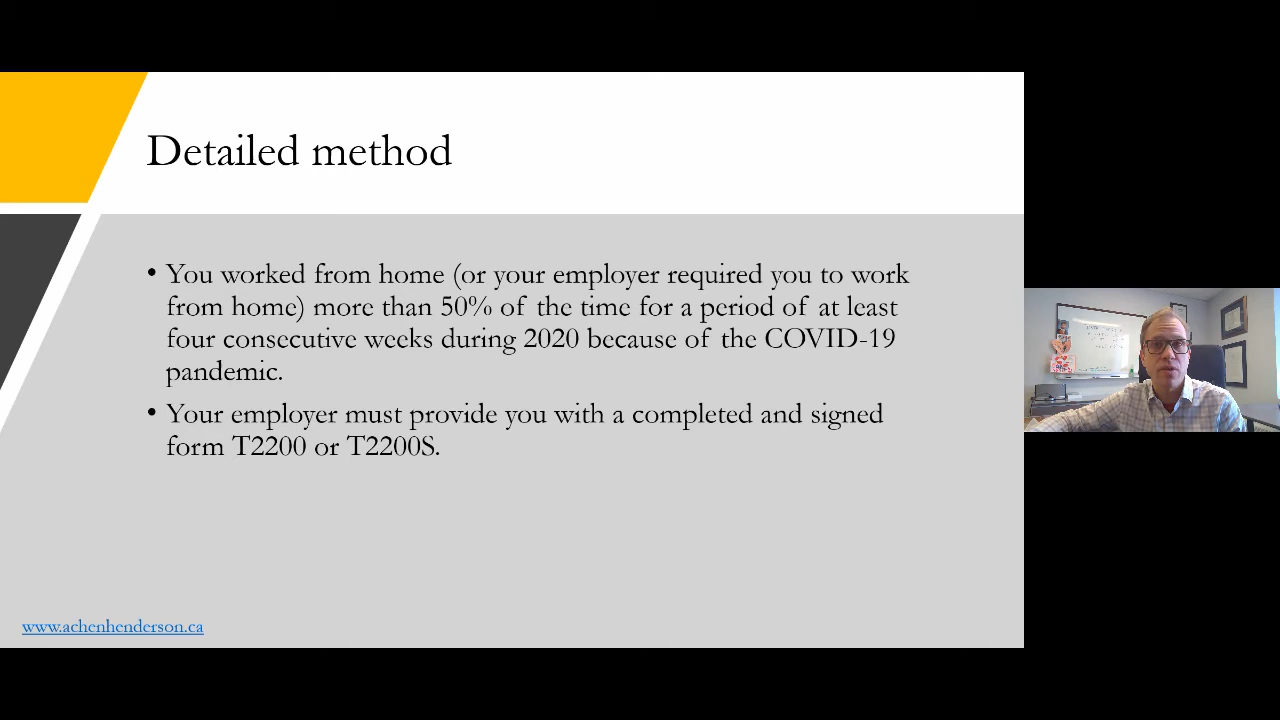 Detailed method
• You worked from home (or your employer required you to work
from home) more than 50% of the time for a period of at least
four consecutive weeks during 2020 because of the COVID-19
pandemic.
• Your employer must provide you with a completed and signed
form T2200 or T2200S.
www.achenhenderson.ca